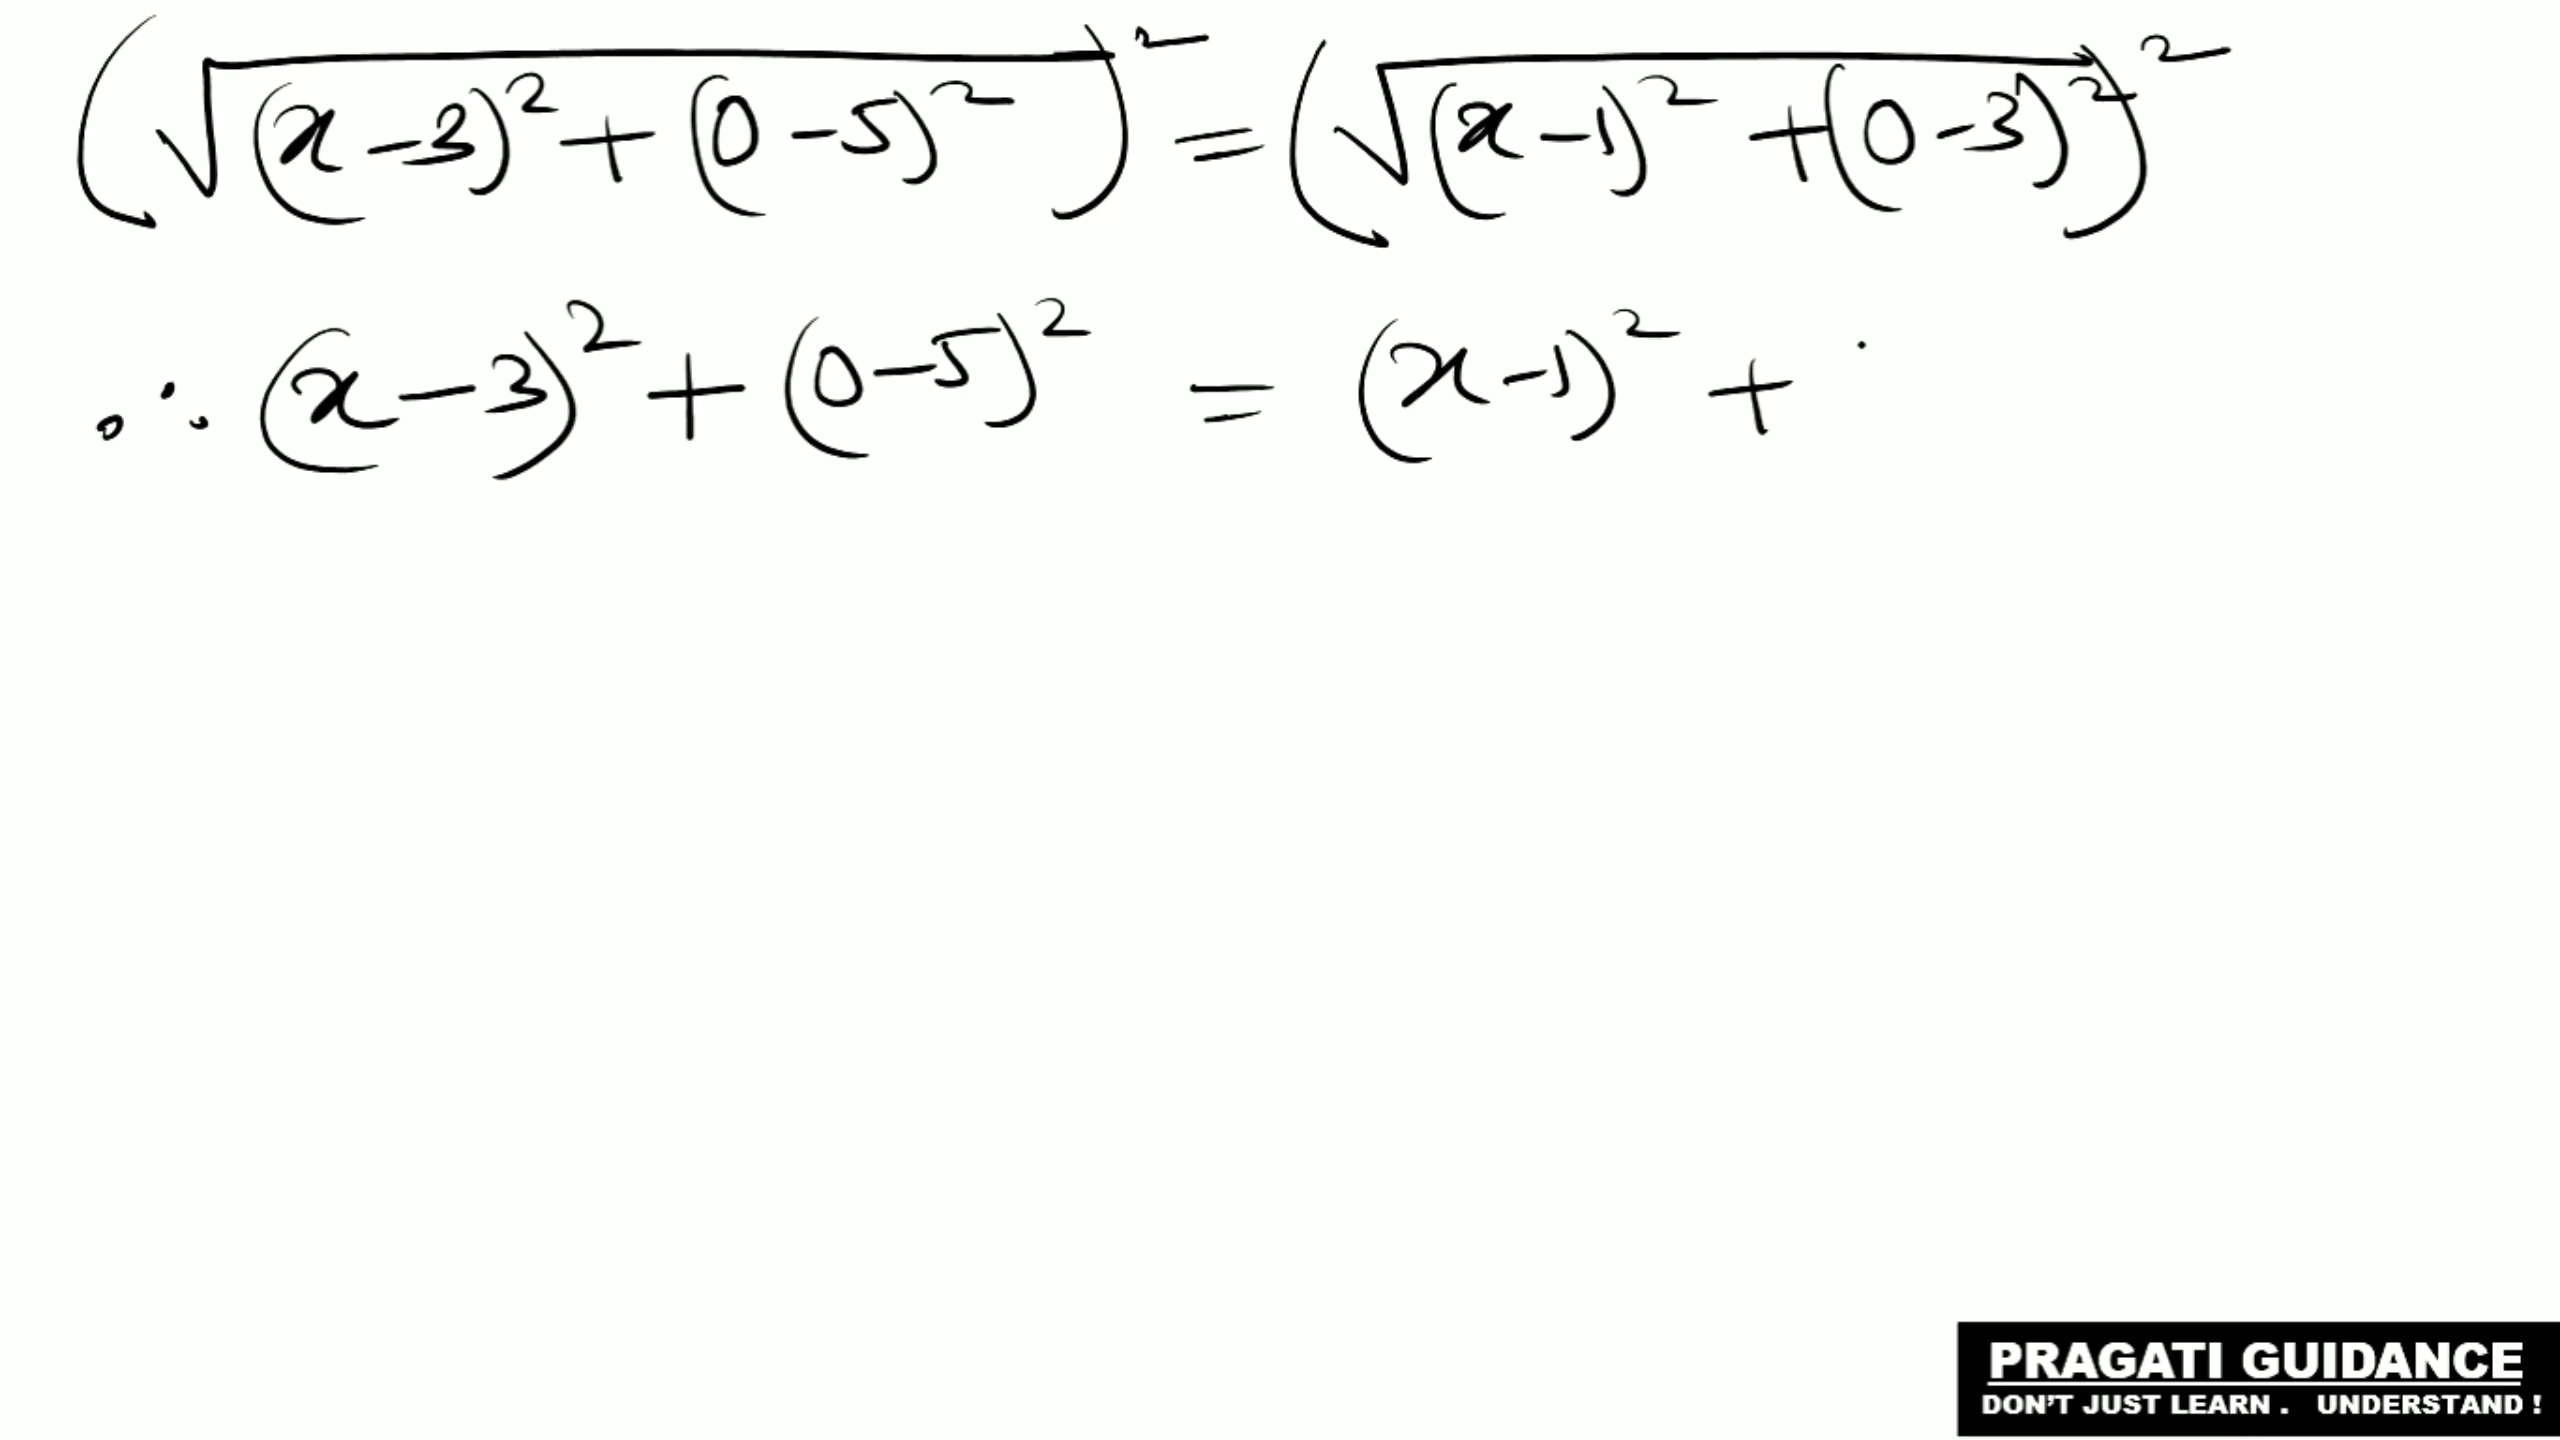 (√((x-3)² + (0-5)²))² = (√((x-1)² + (0-3)²))²
∴ (x-3)² + (0-5)² = (x-1)² +
PRAGATI GUIDANCE
DON'T JUST LEARN . UNDERSTAND !